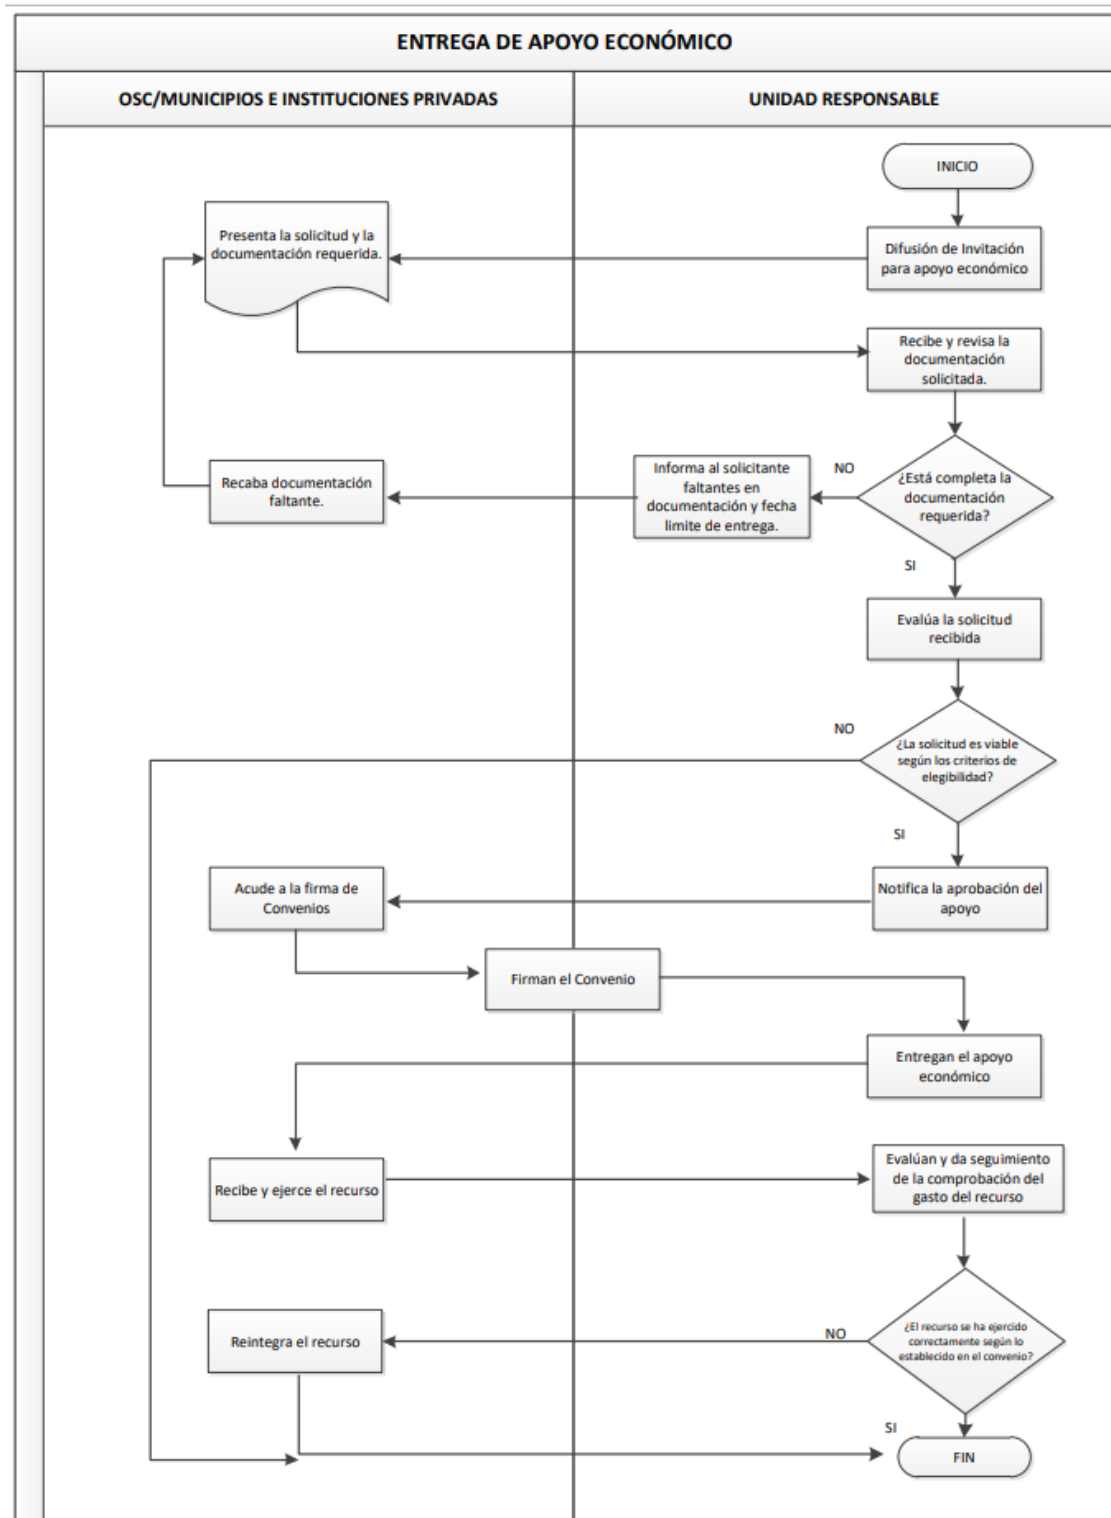 ENTREGA DE APOYO ECONÓMICO
OSC/MUNICIPIOS E INSTITUCIONES PRIVADAS
UNIDAD RESPONSABLE
INICIO
Difusión de Invitación
para apoyo económico
Presenta la solicitud y la
documentación requerida.
Recibe y revisa la
documentación
solicitada.
¿Está completa la
documentación
requerida?
NO
Informa al solicitante
faltantes en
documentación y fecha
limite de entrega.
Recaba documentación
faltante.
SI
Evalúa la solicitud
recibida
¿La solicitud es viable
según los criterios de
elegibilidad?
NO
SI
Notifica la aprobación del
apoyo
Acude a la firma de
Convenios
Firman el Convenio
Entregan el apoyo
económico
Recibe y ejerce el recurso
Evalúan y da seguimiento
de la comprobación del
gasto del recurso
¿El recurso se ha ejercido
correctamente según lo
establecido en el convenio?
NO
Reintegra el recurso
SI
FIN